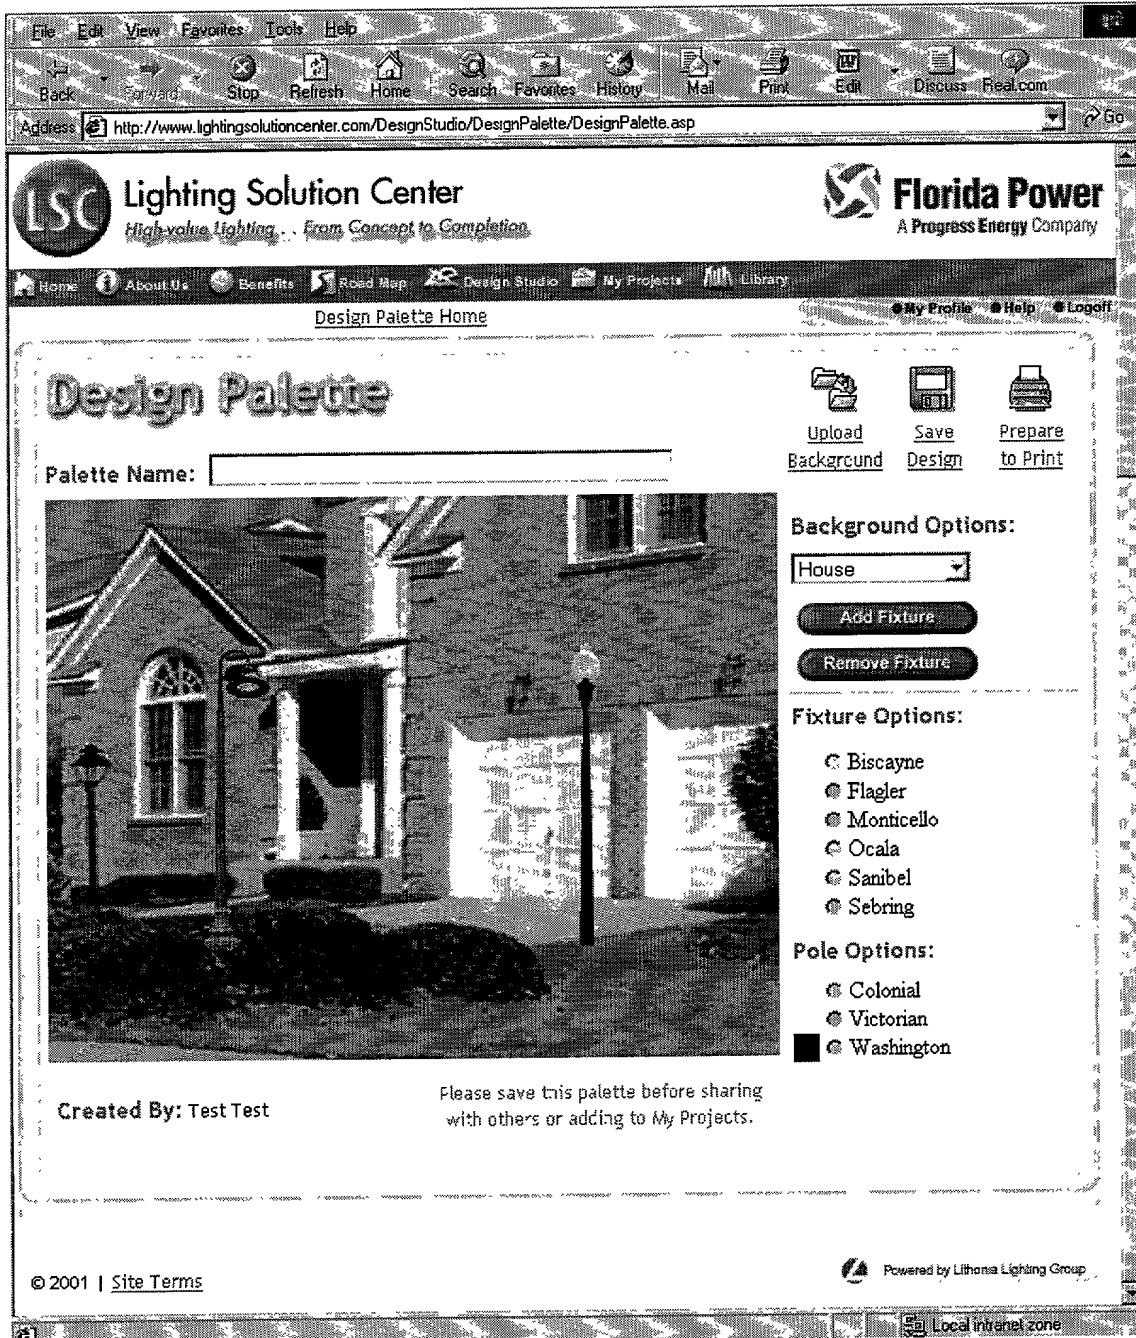 File Edit View Favorites Tools Help
Back Forward Stop Refresh Home Search Favorites History Mail Print Edit Discuss Real.com
Address http://www.lightingsolutioncenter.com/DesignStudio/DesignPalette/DesignPalette.asp Go
LSC Lighting Solution Center
High-value Lighting... From Concept to Completion
Florida Power
A Progress Energy Company
Home About Us Benefits Road Map Design Studio My Projects Library
Design Palette Home My Profile Help Logoff
Design Palette
Upload Background
Save Design
Prepare to Print
Palette Name:
Background Options:
House
Add Fixture
Remove Fixture
Fixture Options:
Biscayne
Flagler
Monticello
Ocala
Sanibel
Sebring
Pole Options:
Colonial
Victorian
Washington
Created By: Test Test
Please save this palette before sharing
with others or adding to My Projects.
© 2001 | Site Terms
Powered by Lithonia Lighting Group
Local intranet zone